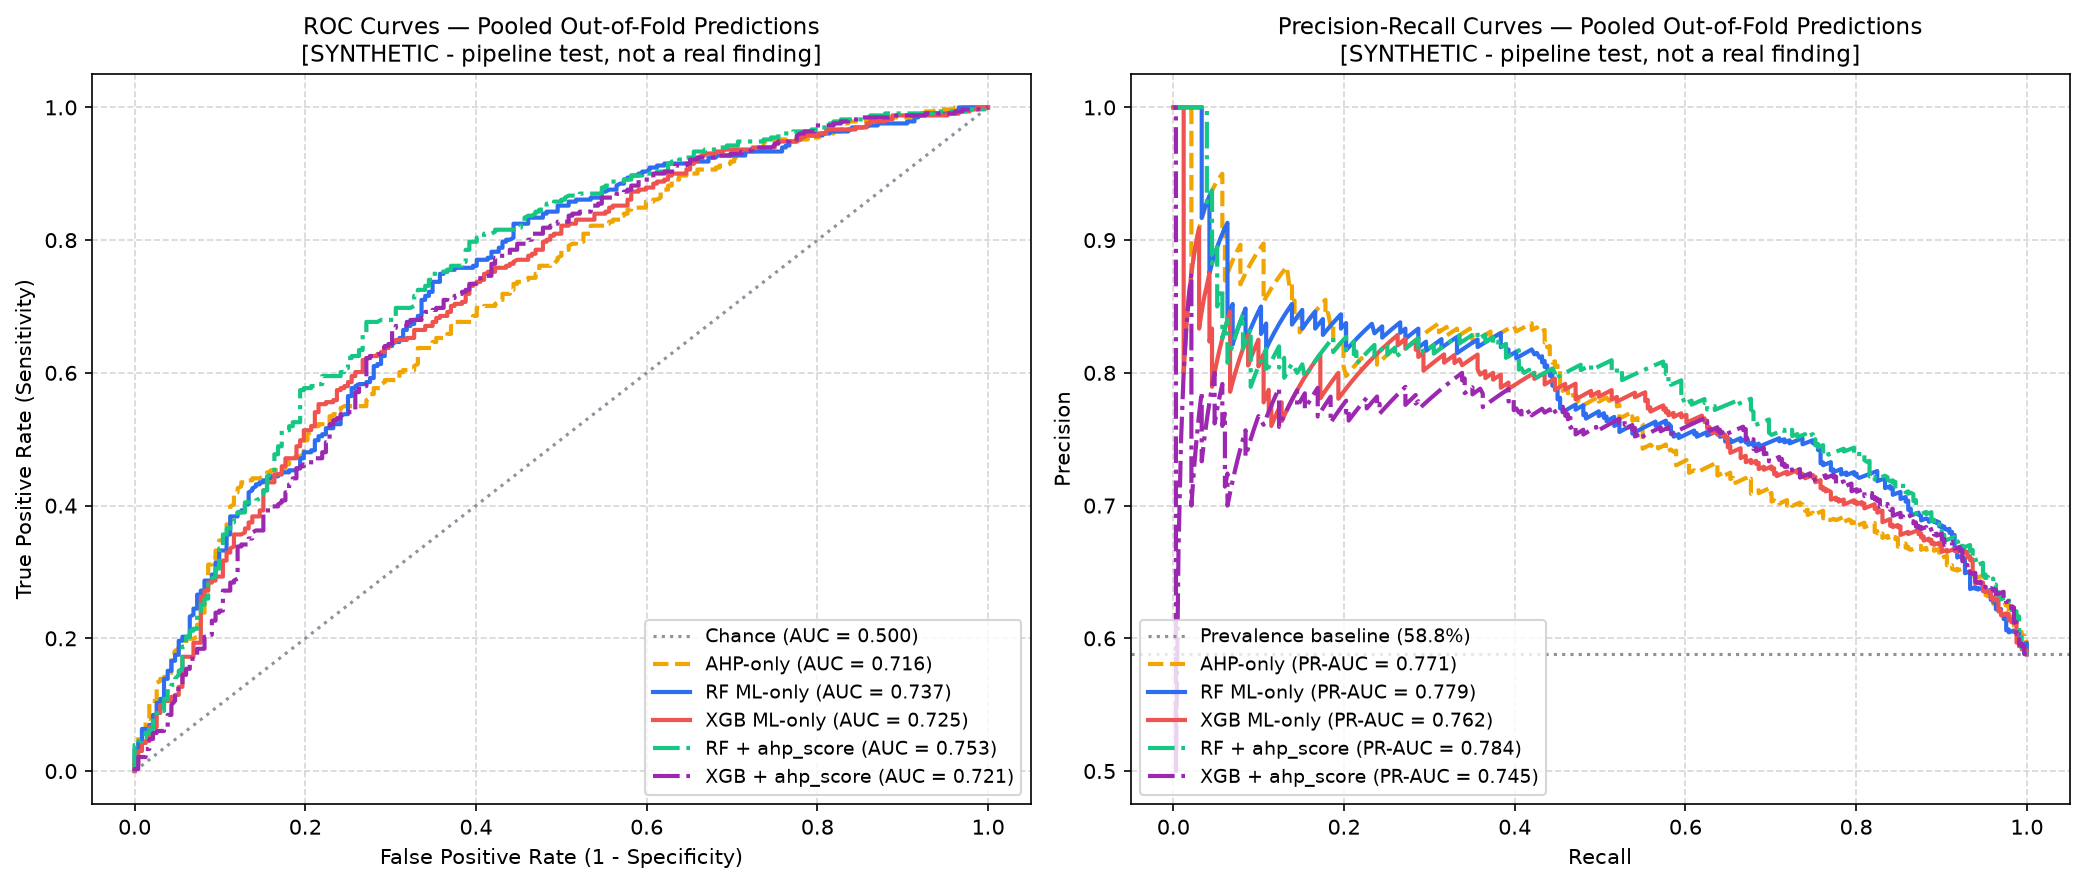 ROC Curves — Pooled Out-of-Fold Predictions
[SYNTHETIC - pipeline test, not a real finding]
True Positive Rate (Sensitivity)
1.0
0.8
0.6
0.4
0.2
0.0
Chance (AUC = 0.500)
AHP-only (AUC = 0.716)
RF ML-only (AUC = 0.737)
XGB ML-only (AUC = 0.725)
RF + ahp_score (AUC = 0.753)
XGB + ahp_score (AUC = 0.721)
0.0 0.2 0.4 0.6 0.8 1.0
False Positive Rate (1 - Specificity)
Precision-Recall Curves — Pooled Out-of-Fold Predictions
[SYNTHETIC - pipeline test, not a real finding]
Precision
1.0
0.9
0.8
0.7
0.6
0.5
Prevalence baseline (58.8%)
AHP-only (PR-AUC = 0.771)
RF ML-only (PR-AUC = 0.779)
XGB ML-only (PR-AUC = 0.762)
RF + ahp_score (PR-AUC = 0.784)
XGB + ahp_score (PR-AUC = 0.745)
0.0 0.2 0.4 0.6 0.8 1.0
Recall